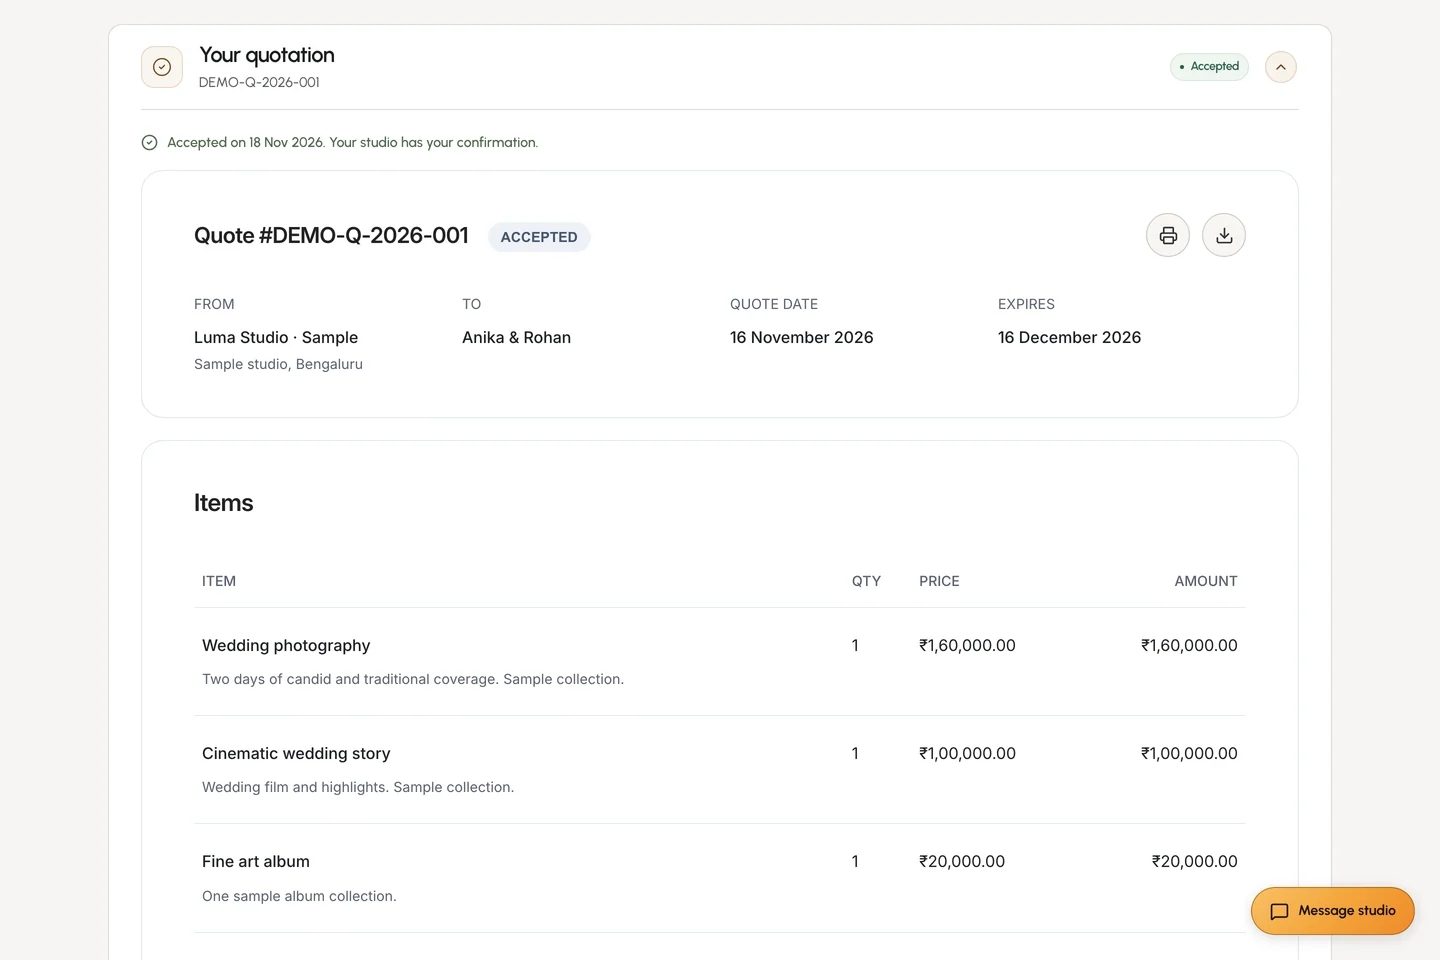 Your quotation
DEMO-Q-2026-001
Accepted
Accepted on 18 Nov 2026. Your studio has your confirmation.
Quote #DEMO-Q-2026-001 ACCEPTED
FROM TO QUOTE DATE EXPIRES
Luma Studio · Sample Anika & Rohan 16 November 2026 16 December 2026
Sample studio, Bengaluru
Items
ITEM QTY PRICE AMOUNT
Wedding photography 1 ₹1,60,000.00 ₹1,60,000.00
Two days of candid and traditional coverage. Sample collection.
Cinematic wedding story 1 ₹1,00,000.00 ₹1,00,000.00
Wedding film and highlights. Sample collection.
Fine art album 1 ₹20,000.00 ₹20,000.00
One sample album collection.
Message studio